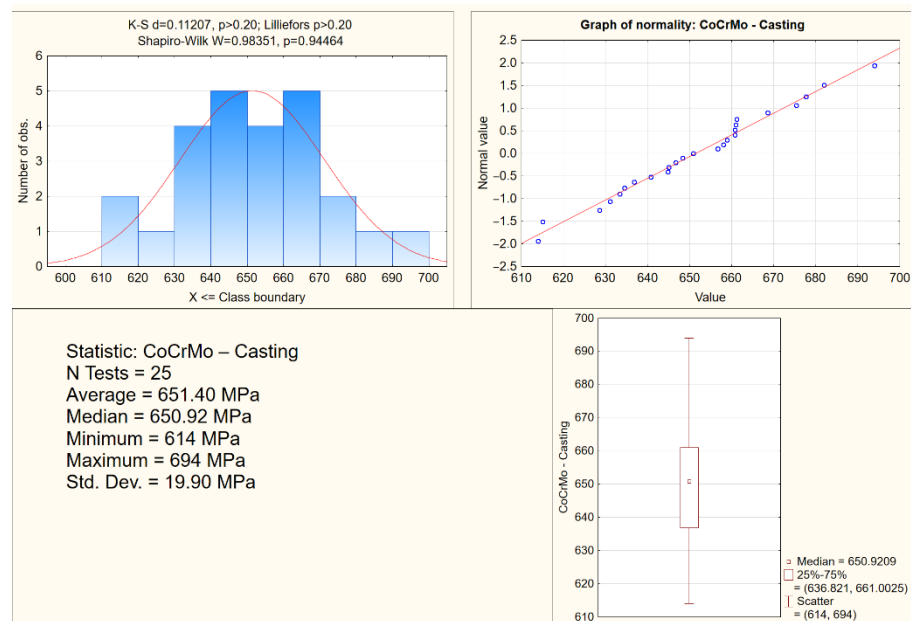 K-S d=0.11207, p>0.20; Lilliefors p>0.20
Shapiro-Wilk W=0.98351, p=0.94464
6
5
4
3
2
1
0
Number of obs.
600 610 620 630 640 650 660 670 680 690 700
X <= Class boundary
Graph of normality: CoCrMo - Casting
2.5
2.0
1.5
1.0
0.5
0.0
−0.5
−1.0
−1.5
−2.0
−2.5
Normal value
610 620 630 640 650 660 670 680 690 700
Value
Statistic: CoCrMo – Casting
N Tests = 25
Average = 651.40 MPa
Median = 650.92 MPa
Minimum = 614 MPa
Maximum = 694 MPa
Std. Dev. = 19.90 MPa
700
690
680
670
660
650
640
630
620
610
CoCrMo - Casting
Median = 650.9209
25%-75%
= (636.821, 661.0025)
Scatter
= (614, 694)